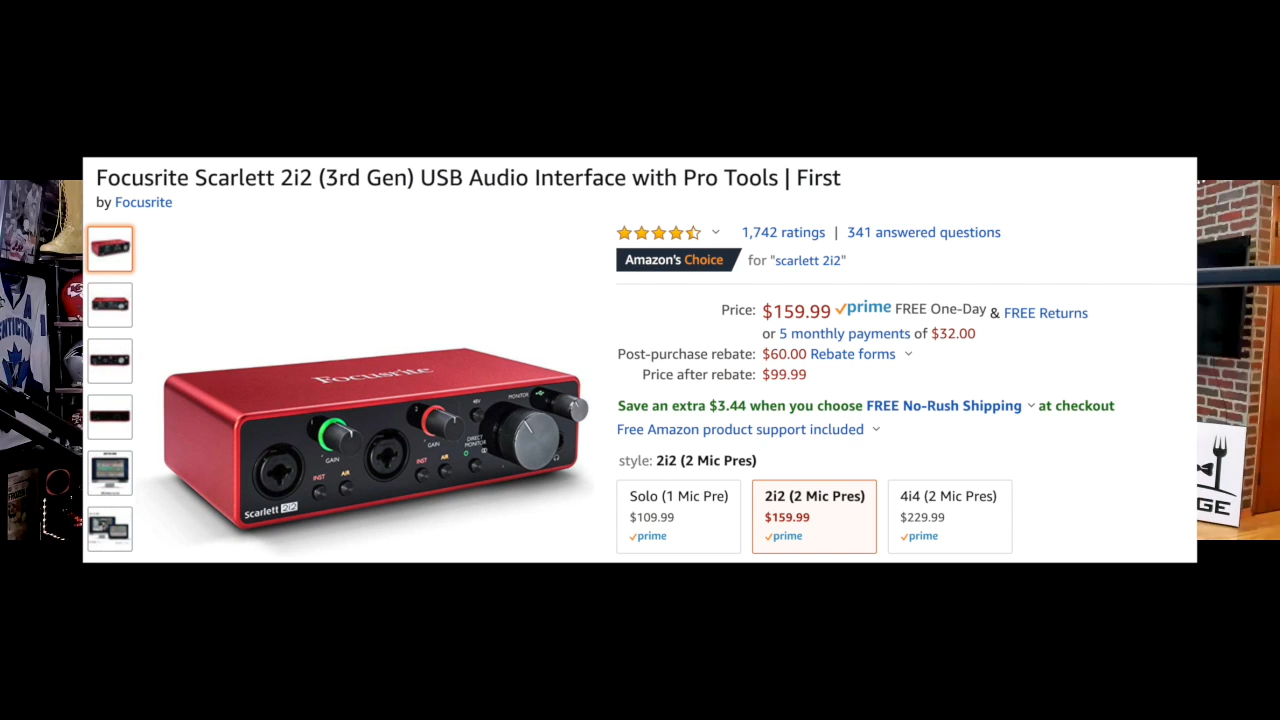 Focusrite Scarlett 2i2 (3rd Gen) USB Audio Interface with Pro Tools | First
by Focusrite
1,742 ratings | 341 answered questions
Amazon's Choice for "scarlett 2i2"
Price: $159.99 prime FREE One-Day & FREE Returns
or 5 monthly payments of $32.00
Post-purchase rebate: $60.00 Rebate forms
Price after rebate: $99.99
Save an extra $3.44 when you choose FREE No-Rush Shipping at checkout
Free Amazon product support included
style: 2i2 (2 Mic Pres)
Solo (1 Mic Pre)
$109.99
prime
2i2 (2 Mic Pres)
$159.99
prime
4i4 (2 Mic Pres)
$229.99
prime
Focusrite
GAIN
INST
AIR
GAIN
INST
AIR
48V
DIRECT
MONITOR
MONITOR
Scarlett 2i2
ENTICTON
GE